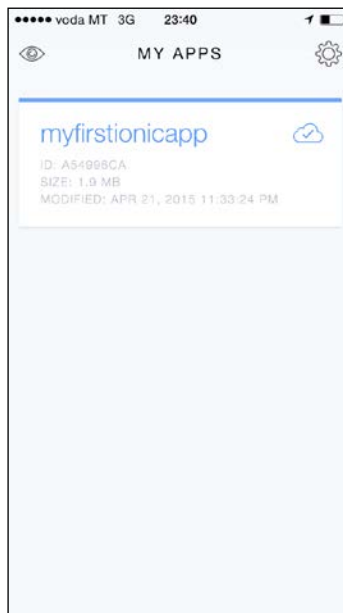 voda MT 3G 23:40
MY APPS
myfirstionicapp
ID: A54996CA
SIZE: 1.9 MB
MODIFIED: APR 21, 2015 11:33:24 PM